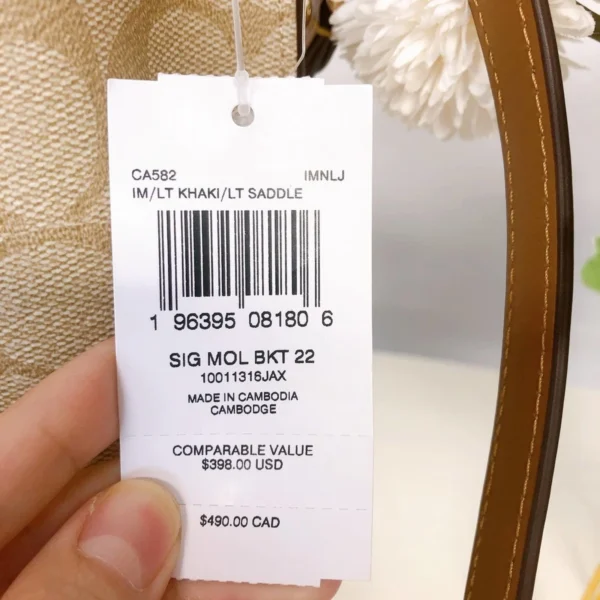 CA582 IMNLJ
IM/LT KHAKI/LT SADDLE
1 96395 08180 6
SIG MOL BKT 22
10011316JAX
MADE IN CAMBODIA
CAMBODGE
COMPARABLE VALUE
$398.00 USD
$490.00 CAD